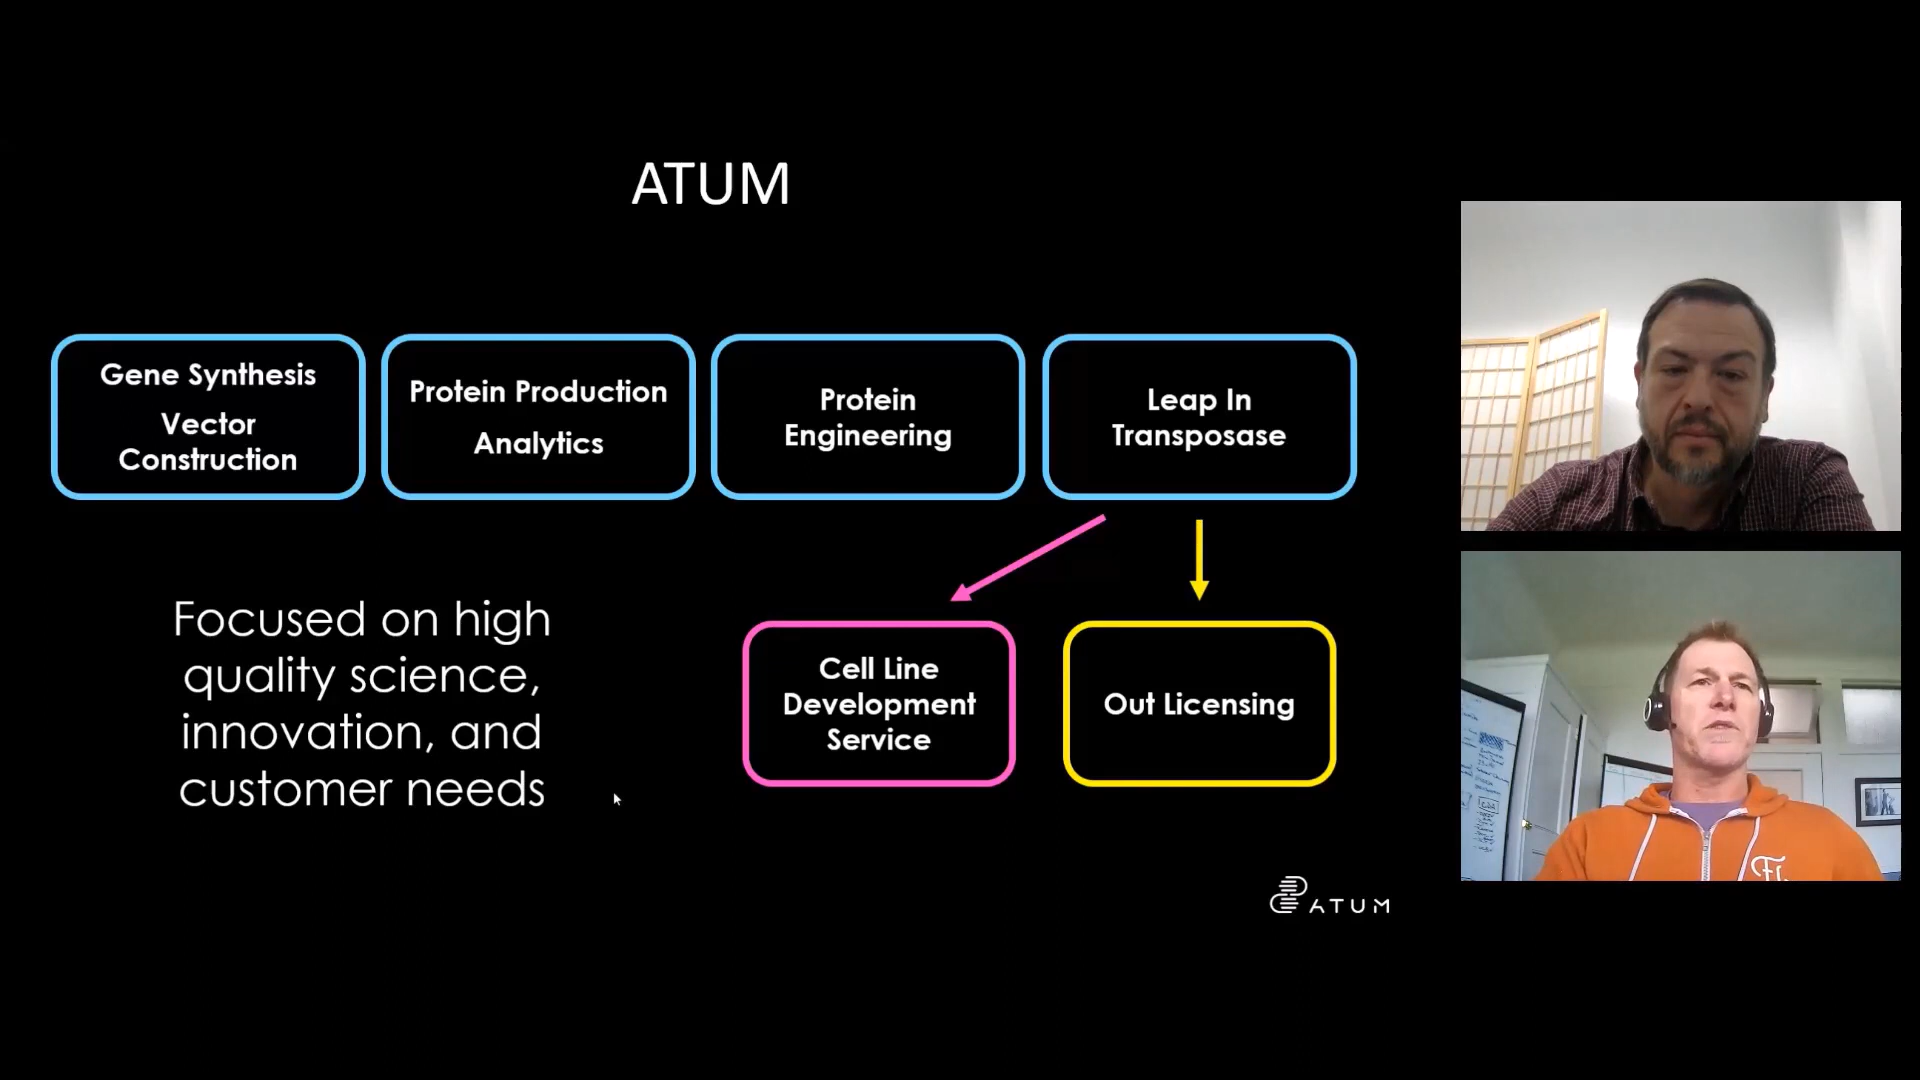 ATUM
Gene Synthesis
Vector
Construction
Protein Production
Analytics
Protein
Engineering
Leap In
Transposase
Focused on high
quality science,
innovation, and
customer needs
Cell Line
Development
Service
Out Licensing
ATUM